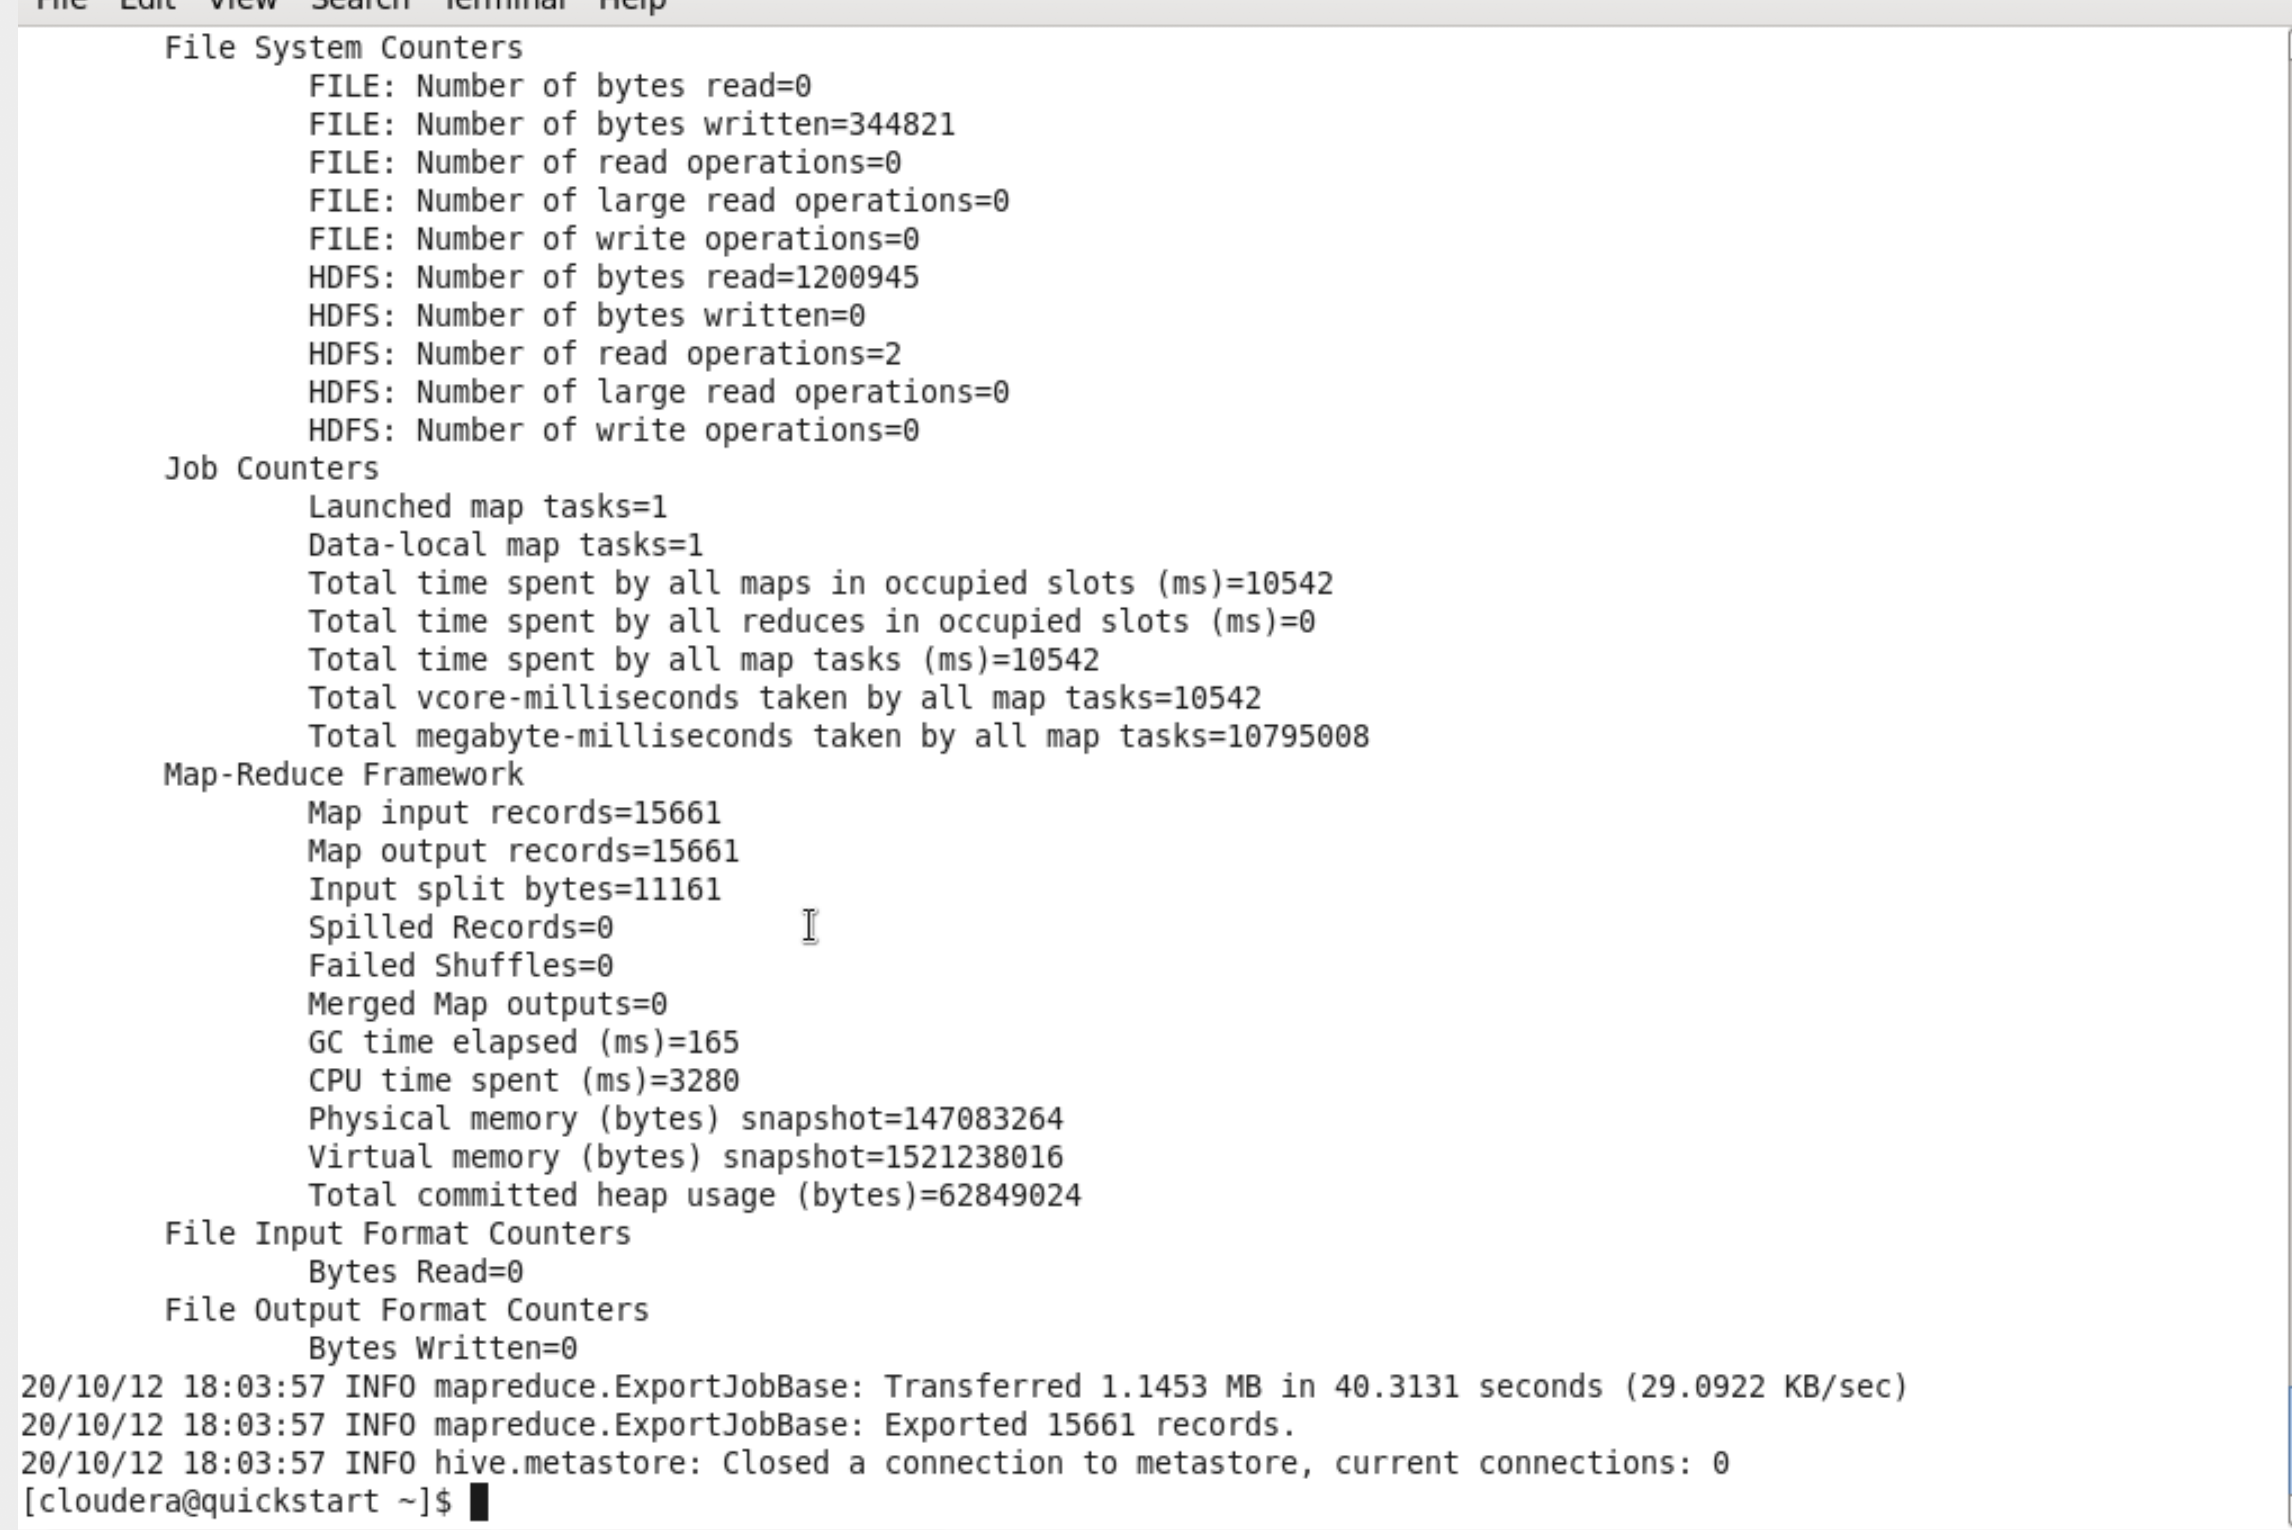 File Edit View Search Terminal Help
File System Counters
FILE: Number of bytes read=0
FILE: Number of bytes written=344821
FILE: Number of read operations=0
FILE: Number of large read operations=0
FILE: Number of write operations=0
HDFS: Number of bytes read=1200945
HDFS: Number of bytes written=0
HDFS: Number of read operations=2
HDFS: Number of large read operations=0
HDFS: Number of write operations=0
Job Counters
Launched map tasks=1
Data-local map tasks=1
Total time spent by all maps in occupied slots (ms)=10542
Total time spent by all reduces in occupied slots (ms)=0
Total time spent by all map tasks (ms)=10542
Total vcore-milliseconds taken by all map tasks=10542
Total megabyte-milliseconds taken by all map tasks=10795008
Map-Reduce Framework
Map input records=15661
Map output records=15661
Input split bytes=11161
Spilled Records=0
Failed Shuffles=0
Merged Map outputs=0
GC time elapsed (ms)=165
CPU time spent (ms)=3280
Physical memory (bytes) snapshot=147083264
Virtual memory (bytes) snapshot=1521238016
Total committed heap usage (bytes)=62849024
File Input Format Counters
Bytes Read=0
File Output Format Counters
Bytes Written=0
20/10/12 18:03:57 INFO mapreduce.ExportJobBase: Transferred 1.1453 MB in 40.3131 seconds (29.0922 KB/sec)
20/10/12 18:03:57 INFO mapreduce.ExportJobBase: Exported 15661 records.
20/10/12 18:03:57 INFO hive.metastore: Closed a connection to metastore, current connections: 0
[cloudera@quickstart ~]$